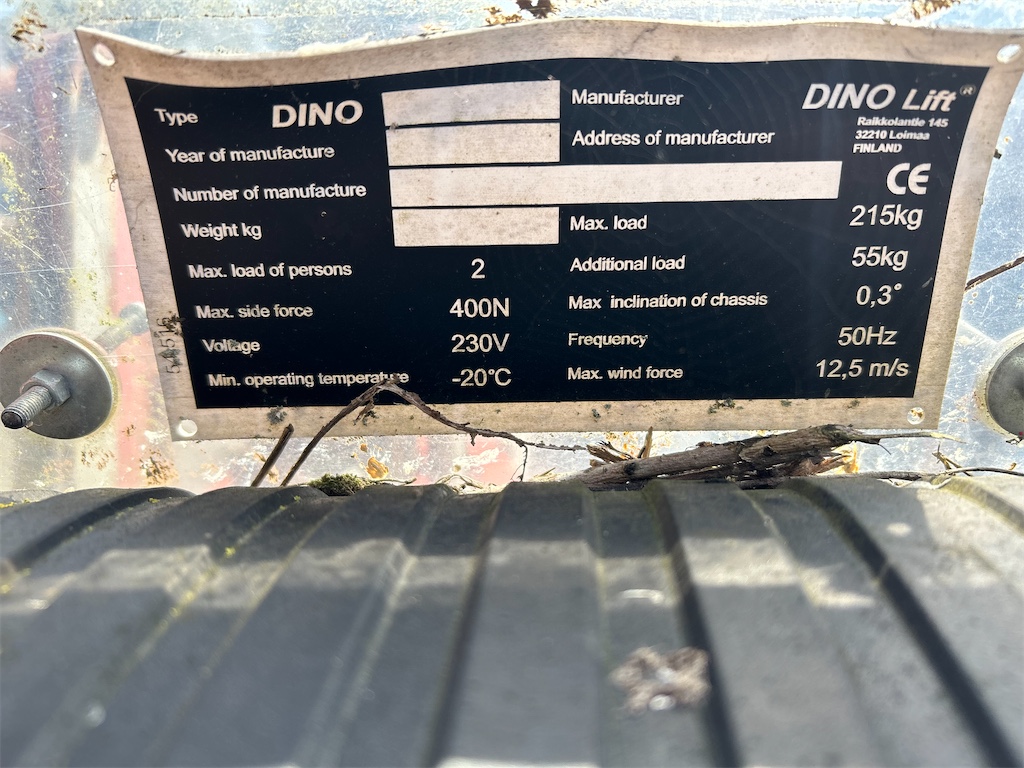 Type DINO
Manufacturer DINO Lift®
Year of manufacture
Address of manufacturer Raikkolantie 145
32210 Loimaa
FINLAND
Number of manufacture
CE
Weight kg
Max. load 215kg
Max. load of persons 2
Additional load 55kg
Max. side force 400N
Max inclination of chassis 0,3°
Voltage 230V
Frequency 50Hz
Min. operating temperature -20°C
Max. wind force 12,5 m/s